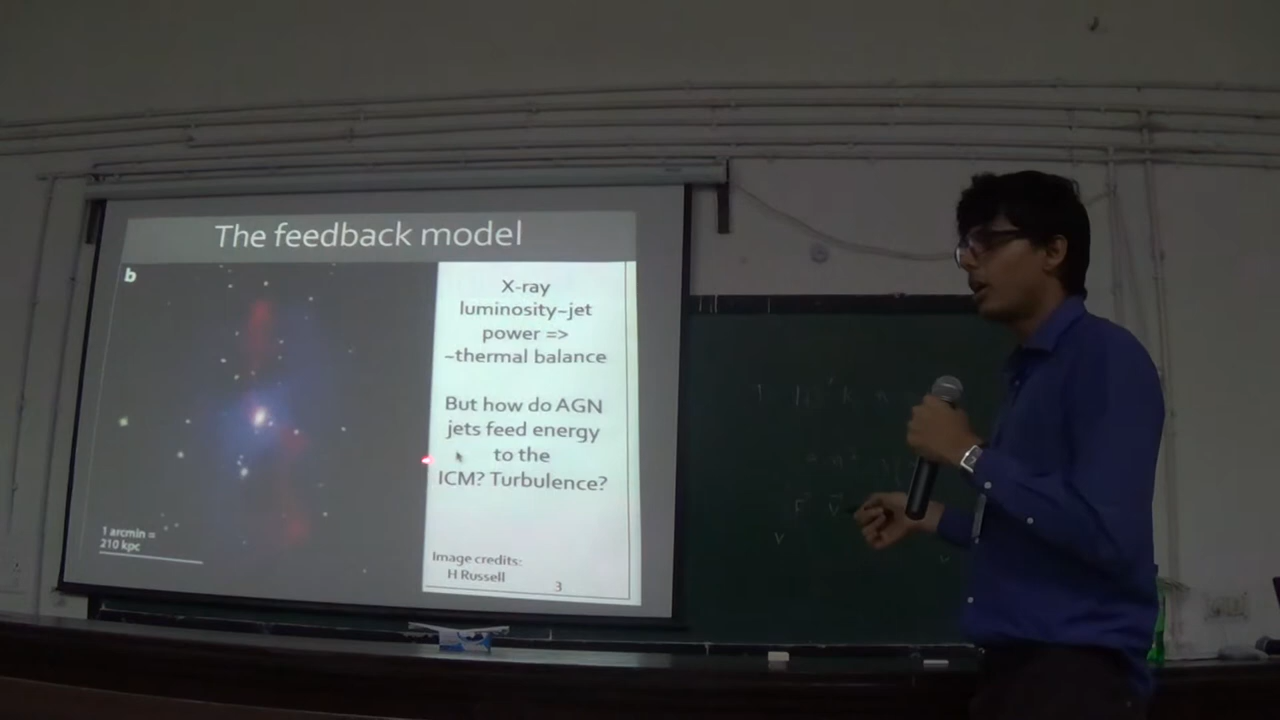 The feedback model
b
X-ray
luminosity~jet
power =>
~thermal balance
But how do AGN
jets feed energy
to the
ICM? Turbulence?
1 arcmin =
210 kpc
Image credits:
H Russell
3